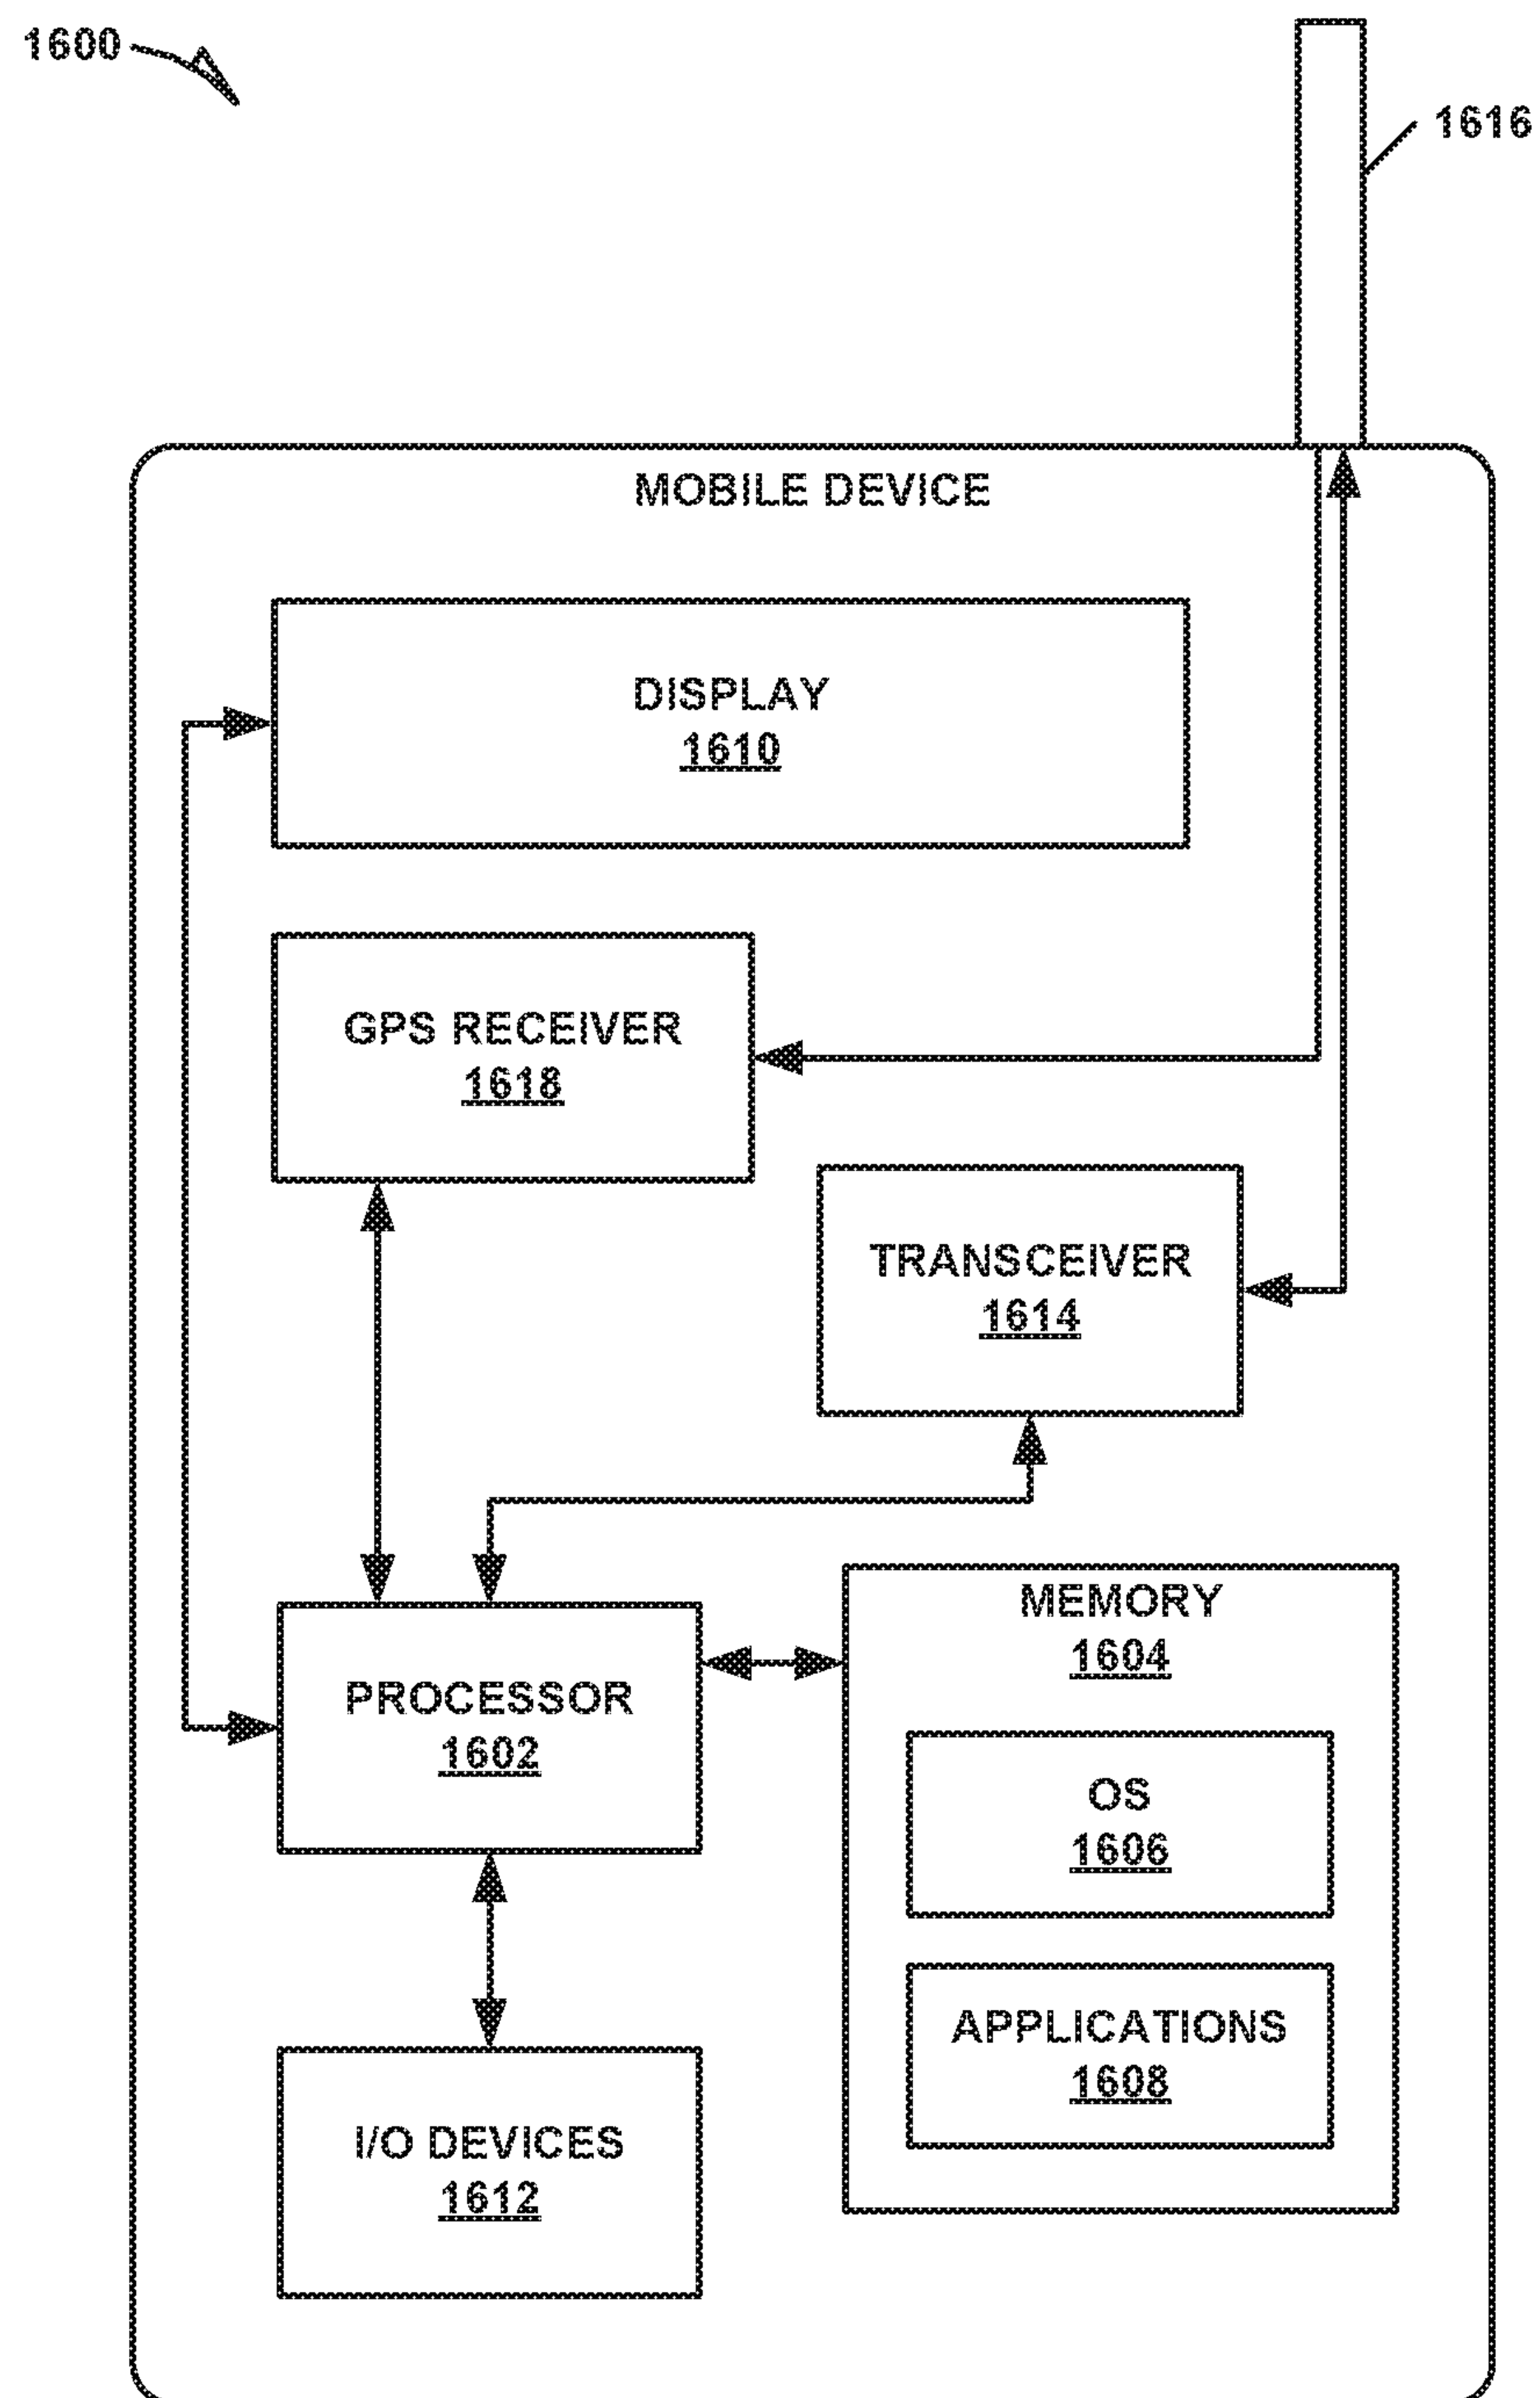 1600
1616
MOBILE DEVICE
DISPLAY
1610
GPS RECEIVER
1618
TRANSCEIVER
1614
MEMORY
1604
PROCESSOR
1602
OS
1606
APPLICATIONS
1608
I/O DEVICES
1612